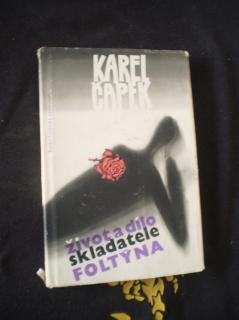 KAREL
ČAPEK
život a dílo
skladatele
FOLTÝNA